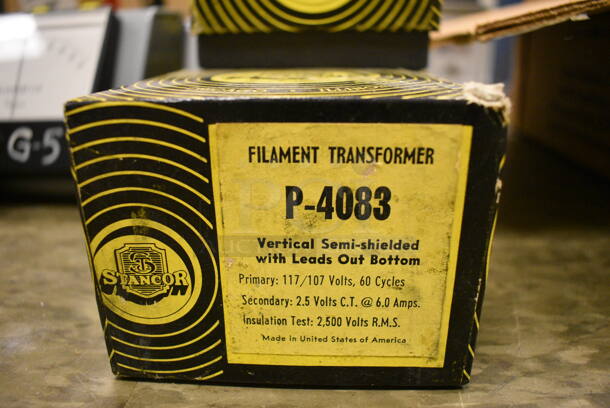 G-5
FILAMENT TRANSFORMER
P-4083
Vertical Semi-shielded
with Leads Out Bottom
Primary: 117/107 Volts, 60 Cycles
Secondary: 2.5 Volts C.T. @ 6.0 Amps.
Insulation Test: 2,500 Volts R.M.S.
Made in United States of America
STANCOR